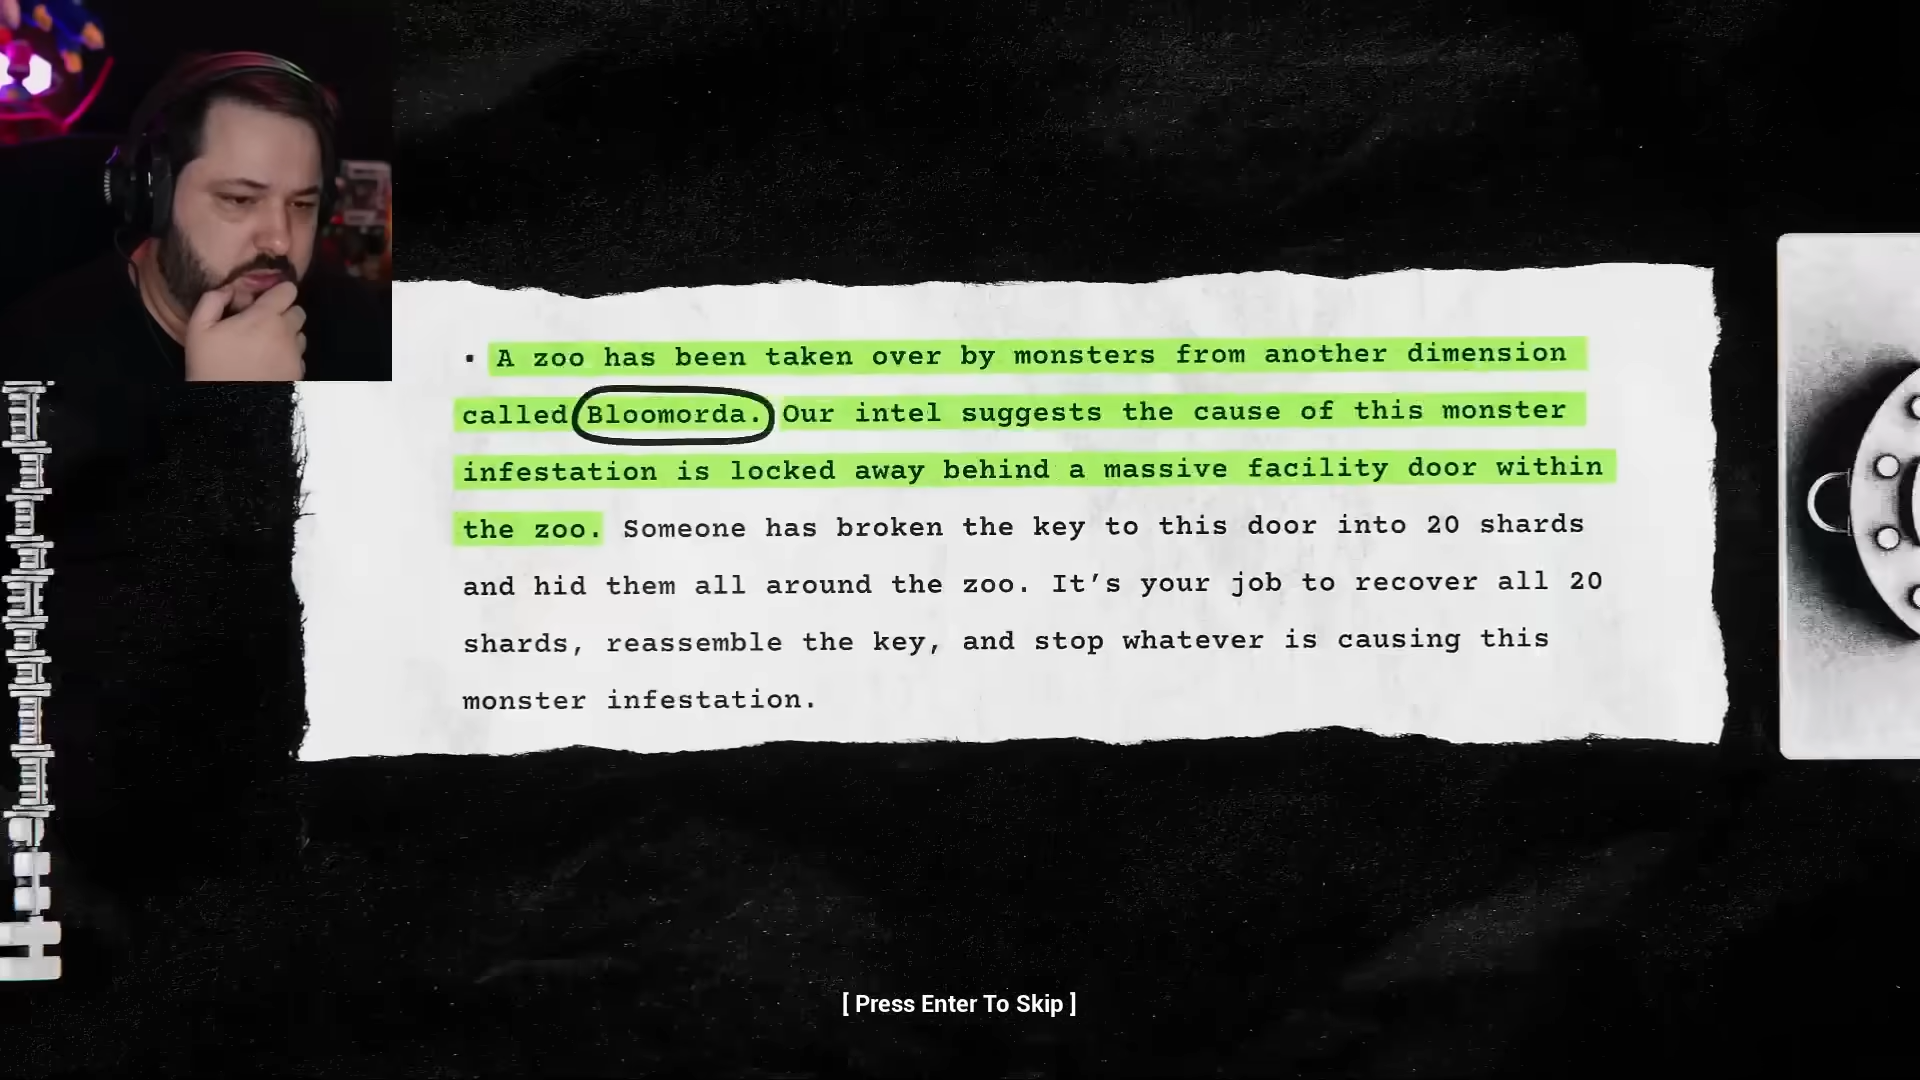 ▪ A zoo has been taken over by monsters from another dimension
called Bloomorda. Our intel suggests the cause of this monster
infestation is locked away behind a massive facility door within
the zoo. Someone has broken the key to this door into 20 shards
and hid them all around the zoo. It’s your job to recover all 20
shards, reassemble the key, and stop whatever is causing this
monster infestation.
[ Press Enter To Skip ]